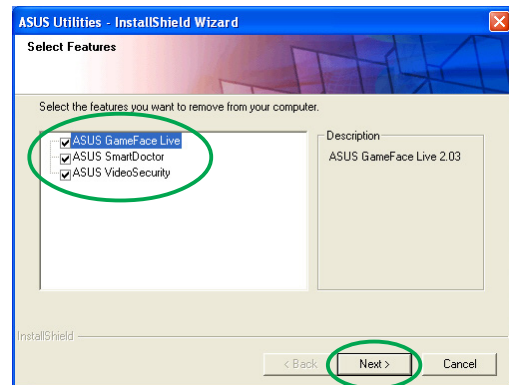 ASUS Utilities - InstallShield Wizard
Select Features
Select the features you want to remove from your computer.
ASUS GameFace Live
ASUS SmartDoctor
ASUS VideoSecurity
Description
ASUS GameFace Live 2.03
InstallShield
< Back
Next >
Cancel